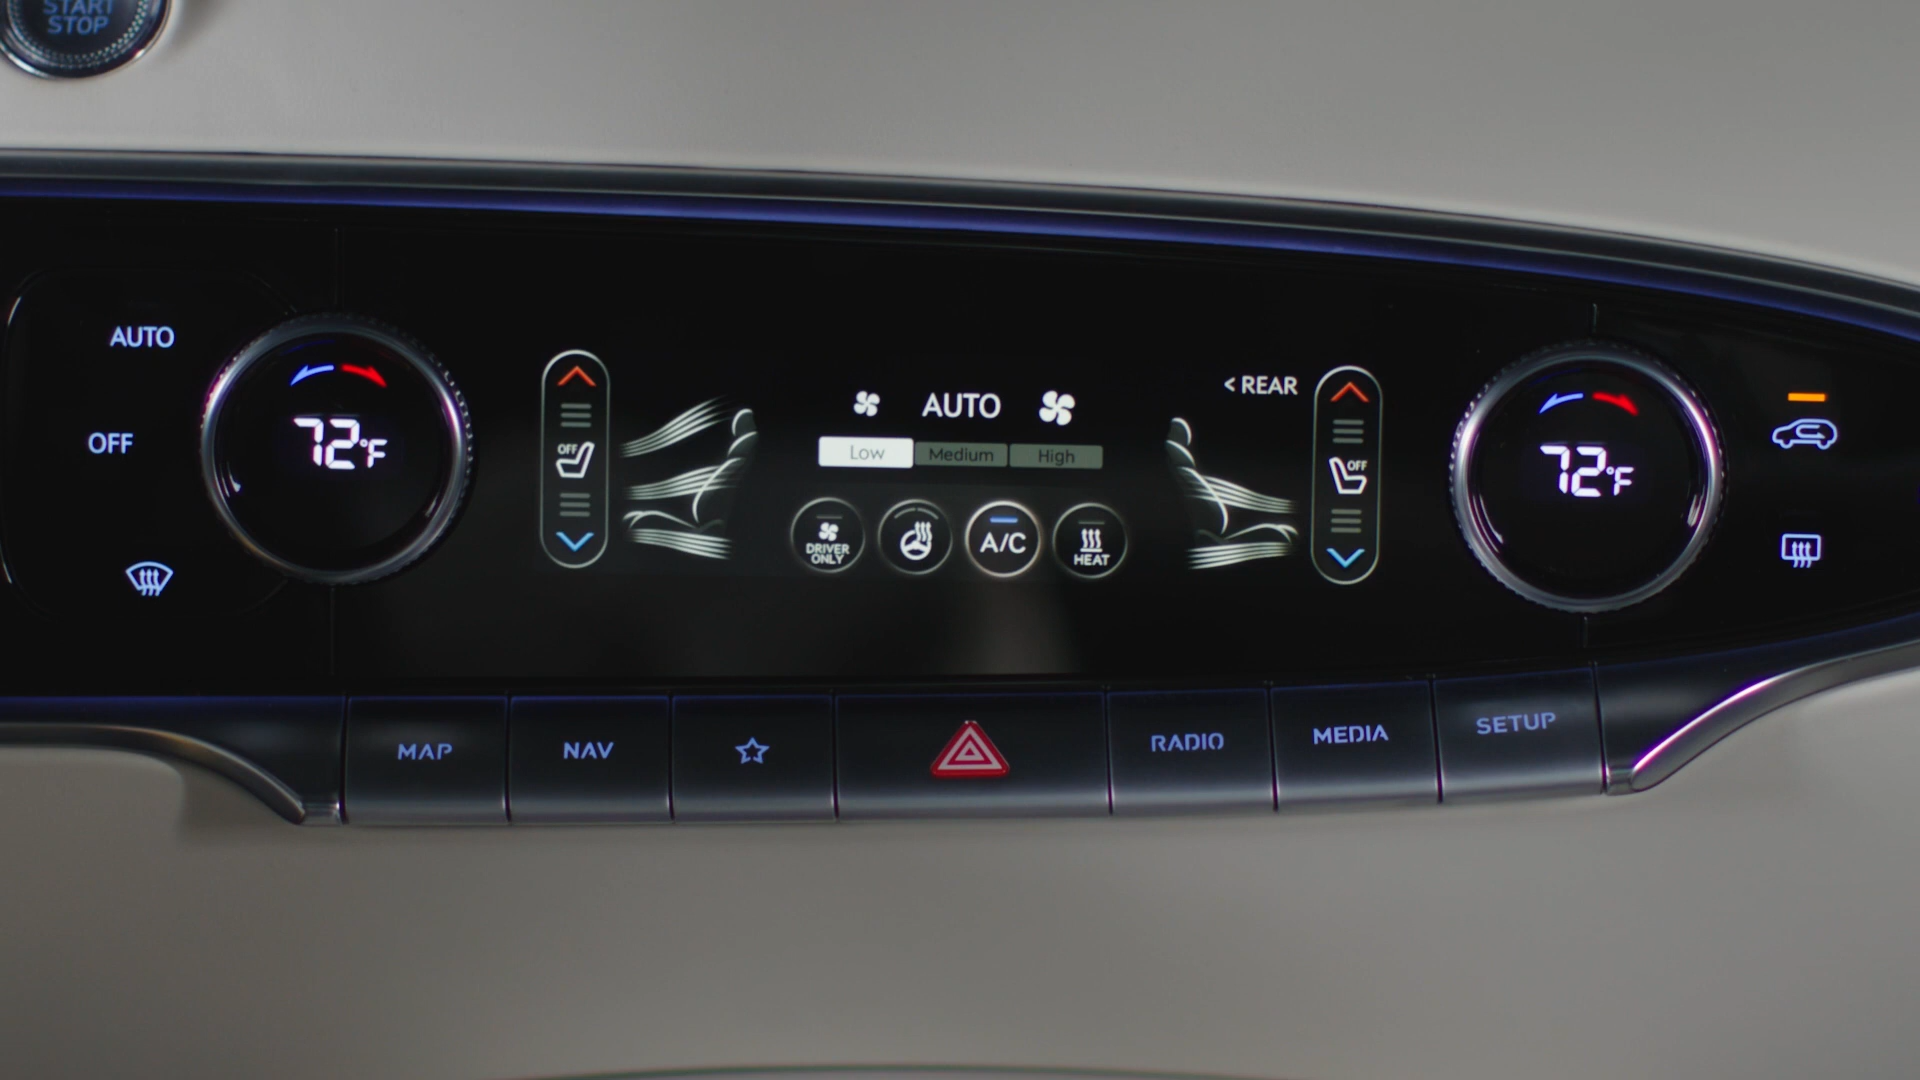 START
STOP
AUTO
OFF
72°F
OFF
AUTO
Low Medium High
DRIVER
ONLY
A/C
HEAT
< REAR
OFF
72°F
MAP
NAV
RADIO
MEDIA
SETUP